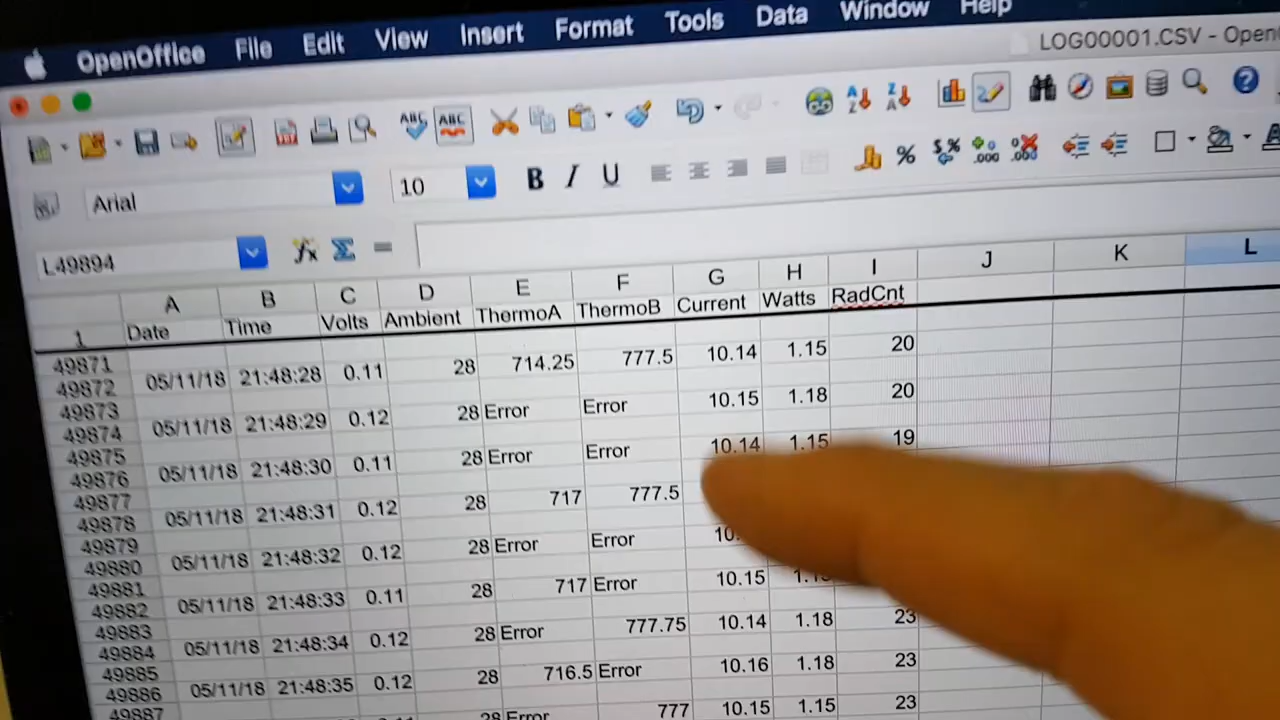 OpenOffice File Edit View Insert Format Tools Data Window Help
LOG00001.CSV - Open
ABC ABC
Arial 10 B I U % $% .000 .000
L49894 fx Σ =
A B C D E F G H I J K L
1 Date Time Volts Ambient ThermoA ThermoB Current Watts RadCnt
49871
49872 05/11/18 21:48:28 0.11 28 714.25 777.5 10.14 1.15 20
49873
49874 05/11/18 21:48:29 0.12 28 Error Error 10.15 1.18 20
49875
49876 05/11/18 21:48:30 0.11 28 Error Error 10.14 1.15 19
49877
49878 05/11/18 21:48:31 0.12 28 717 777.5
49879
49880 05/11/18 21:48:32 0.12 28 Error Error
49881
49882 05/11/18 21:48:33 0.11 28 717 Error 10.15
49883
49884 05/11/18 21:48:34 0.12 28 Error 777.75 10.14 1.18 23
49885
49886 05/11/18 21:48:35 0.12 28 716.5 Error 10.16 1.18 23
49887
28 Error 777 10.15 1.15 23